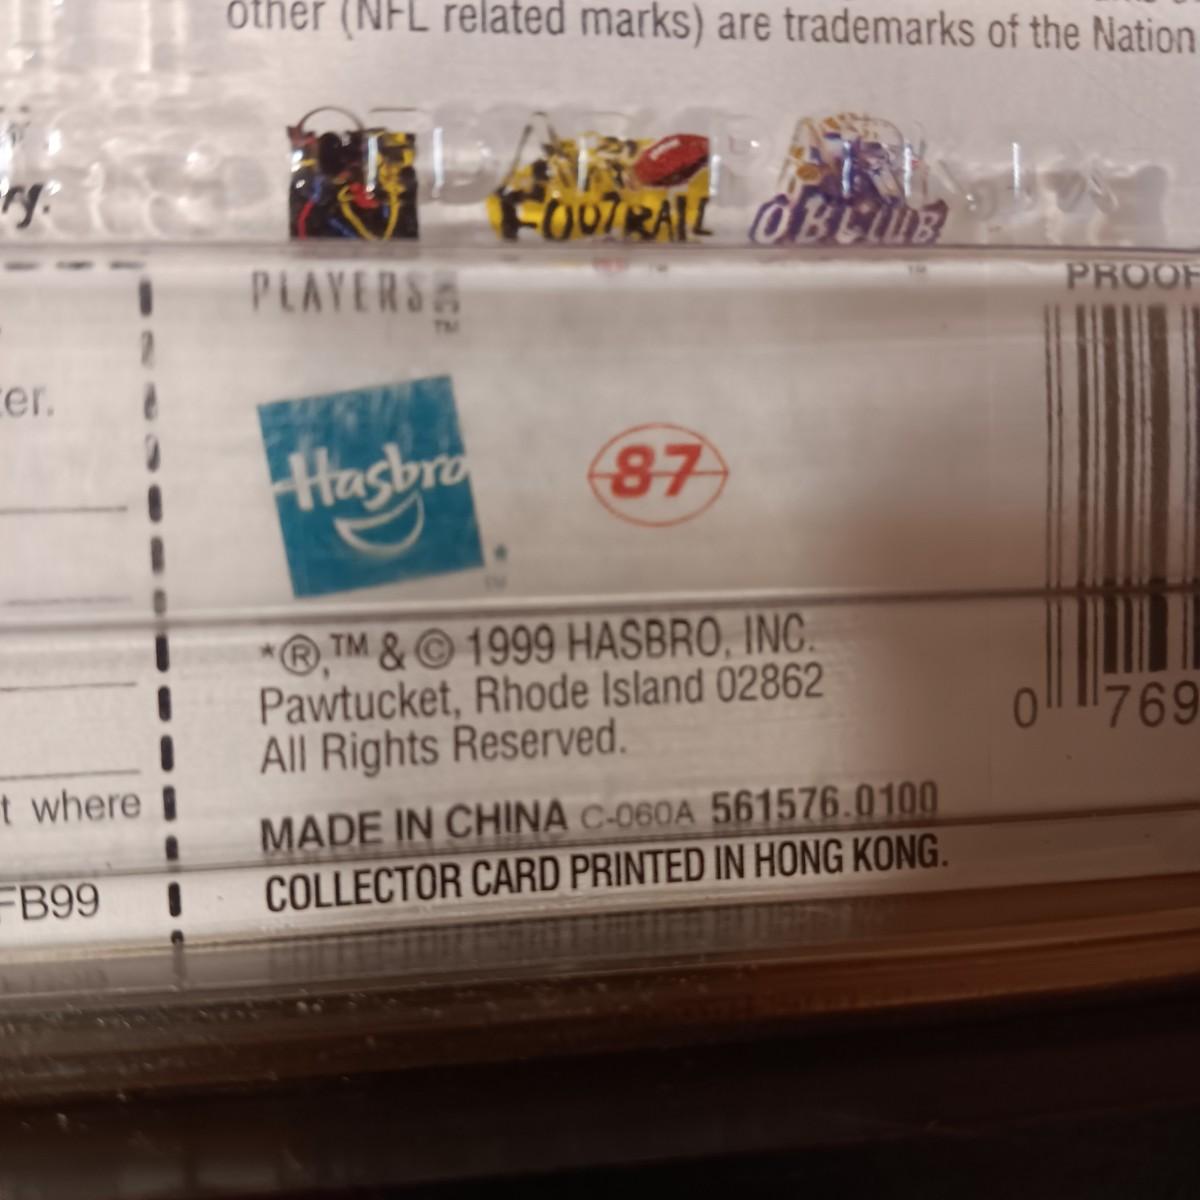 other (NFL related marks) are trademarks of the Nation
ry.
FOOTBALL
QB CLUB
PLAYERS
TM
PROOF
er.
Hasbro
*
TM
87
*®,™ & © 1999 HASBRO, INC.
Pawtucket, Rhode Island 02862
All Rights Reserved.
0 769
t where
MADE IN CHINA C-060A 561576.0100
FB99
COLLECTOR CARD PRINTED IN HONG KONG.